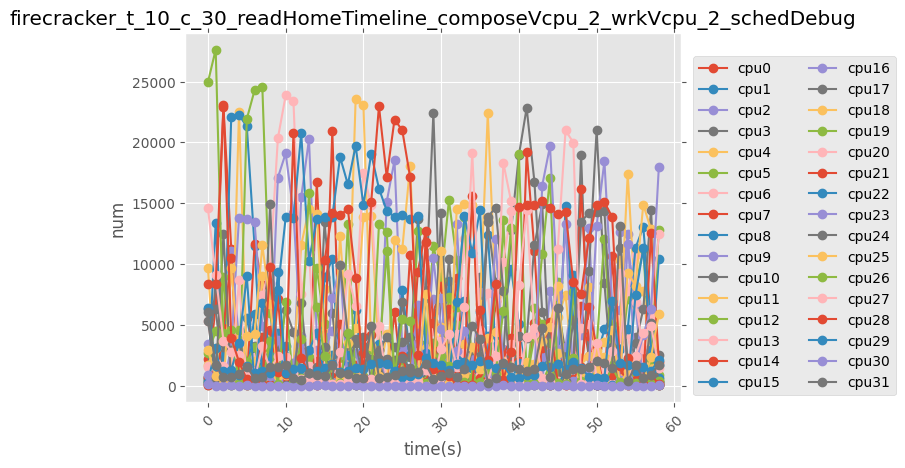 firecracker_t_10_c_30_readHomeTimeline_composeVcpu_2_wrkVcpu_2_schedDebug
25000
20000
15000
10000
5000
0
num
0 10 20 30 40 50 60
time(s)
cpu0 cpu16
cpu1 cpu17
cpu2 cpu18
cpu3 cpu19
cpu4 cpu20
cpu5 cpu21
cpu6 cpu22
cpu7 cpu23
cpu8 cpu24
cpu9 cpu25
cpu10 cpu26
cpu11 cpu27
cpu12 cpu28
cpu13 cpu29
cpu14 cpu30
cpu15 cpu31